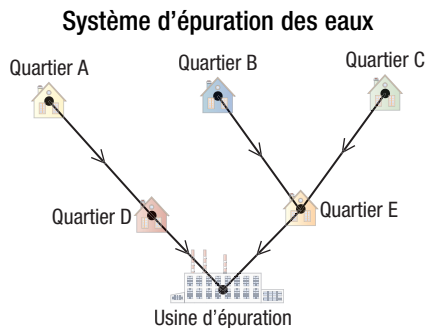 Système d’épuration des eaux
Quartier A
Quartier B
Quartier C
Quartier D
Quartier E
Usine d’épuration